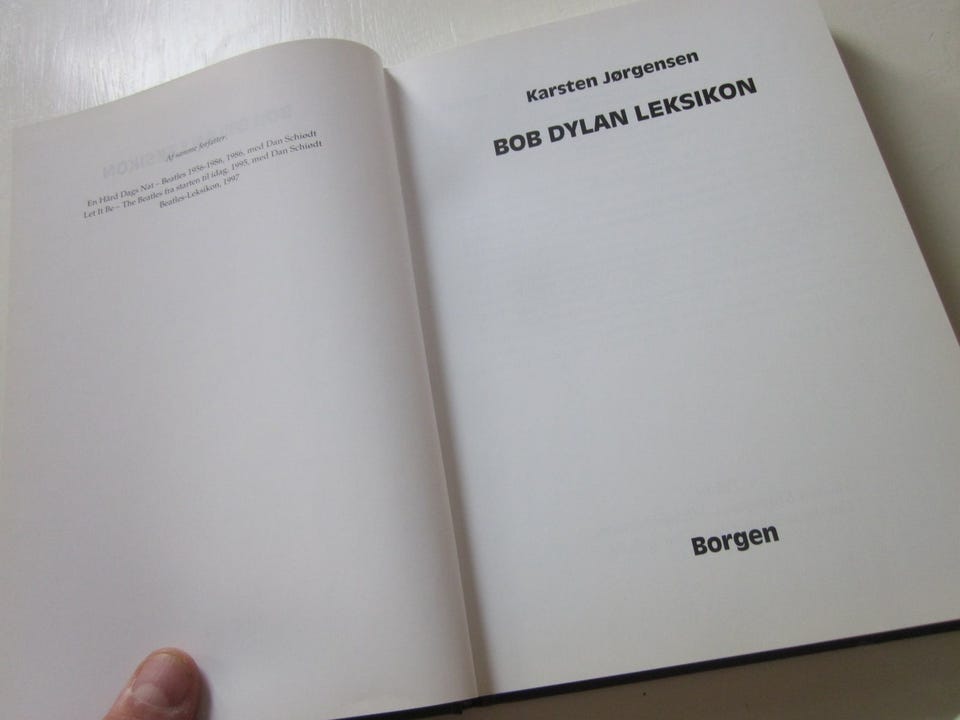 Af samme forfatter:
En Hård Dags Nat – Beatles 1956-1986, 1986, med Dan Schiødt
Let It Be – The Beatles fra starten til idag, 1995, med Dan Schiødt
Beatles-Leksikon, 1997
Karsten Jørgensen
BOB DYLAN LEKSIKON
Borgen